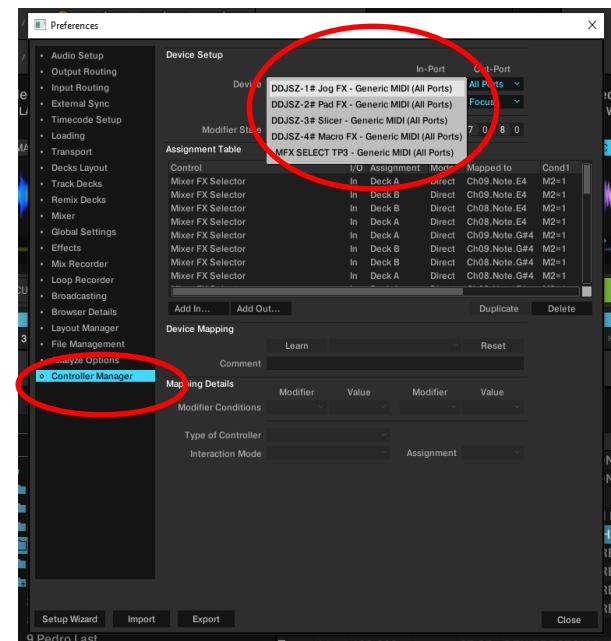 Preferences
Audio Setup
Output Routing
Input Routing
External Sync
Timecode Setup
Loading
Transport
Decks Layout
Track Decks
Remix Decks
Mixer
Global Settings
Effects
Mix Recorder
Loop Recorder
Broadcasting
Browser Details
Layout Manager
File Management
Analyze Options
Controller Manager
Device Setup
In-Port Out-Port
Device All Ports
Focus
DDJSZ-1# Jog FX - Generic MIDI (All Ports)
DDJSZ-2# Pad FX - Generic MIDI (All Ports)
DDJSZ-3# Slicer - Generic MIDI (All Ports)
DDJSZ-4# Macro FX - Generic MIDI (All Ports)
MFX SELECT TP3 - Generic MIDI (All Ports)
Modifier State 7 0 8 0
Assignment Table
Control I/O Assignment Mode Mapped to Cond1
Mixer FX Selector In Deck A Direct Ch09.Note.E4 M2=1
Mixer FX Selector In Deck B Direct Ch09.Note.E4 M2=1
Mixer FX Selector In Deck A Direct Ch08.Note.E4 M2=1
Mixer FX Selector In Deck B Direct Ch08.Note.E4 M2=1
Mixer FX Selector In Deck A Direct Ch09.Note.G#4 M2=1
Mixer FX Selector In Deck B Direct Ch09.Note.G#4 M2=1
Mixer FX Selector In Deck B Direct Ch08.Note.G#4 M2=1
Mixer FX Selector In Deck A Direct Ch08.Note.G#4 M2=1
Add In... Add Out... Duplicate Delete
Device Mapping
Learn Reset
Comment
Mapping Details
Modifier Value Modifier Value
Modifier Conditions
Type of Controller
Interaction Mode Assignment
Setup Wizard Import Export Close
9 Pedro Last